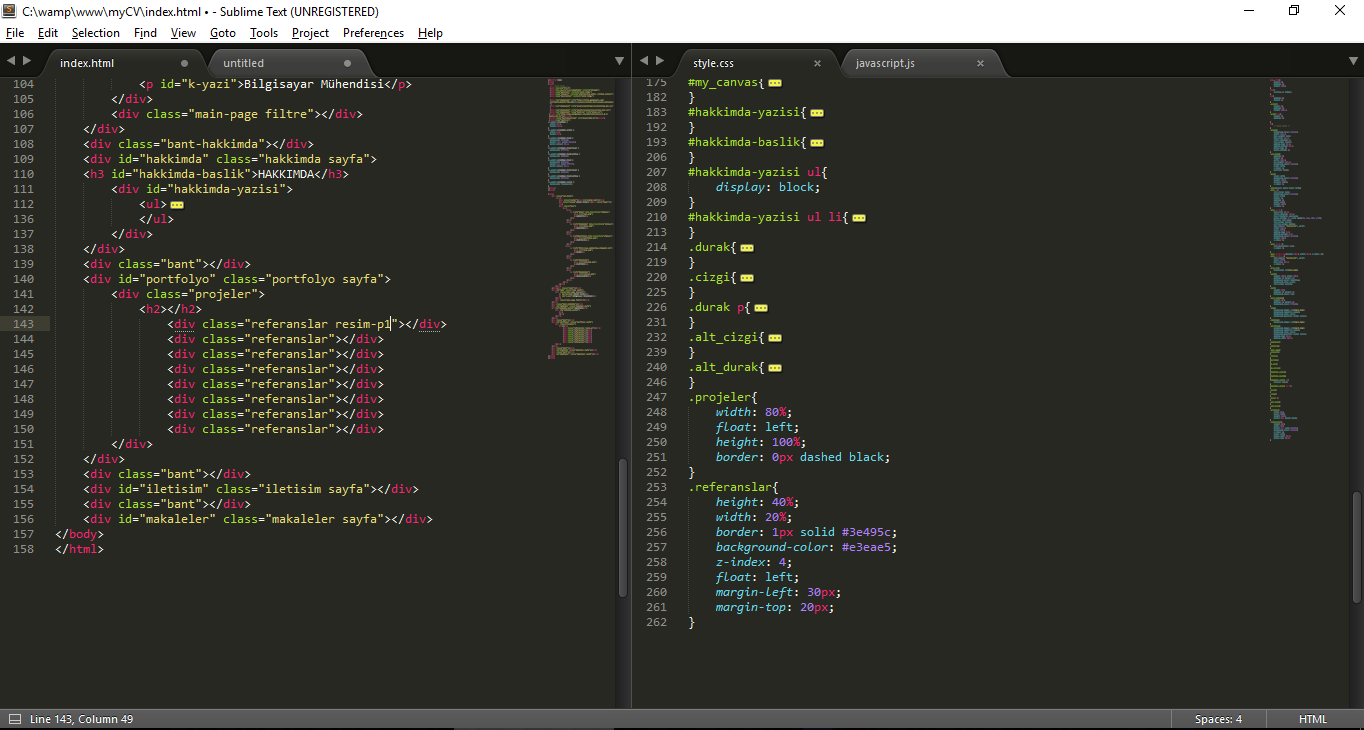 C:\wamp\www\myCV\index.html • - Sublime Text (UNREGISTERED)
File Edit Selection Find View Goto Tools Project Preferences Help
index.html untitled
104 <p id="k-yazi">Bilgisayar Mühendisi</p>
105 </div>
106 <div class="main-page filtre"></div>
107 </div>
108 <div class="bant-hakkimda"></div>
109 <div id="hakkimda" class="hakkimda sayfa">
110 <h3 id="hakkimda-baslik">HAKKIMDA</h3>
111 <div id="hakkimda-yazisi">
112 <ul>
136 </ul>
137 </div>
138 </div>
139 <div class="bant"></div>
140 <div id="portfolyo" class="portfolyo sayfa">
141 <div class="projeler">
142 <h2></h2>
143 <div class="referanslar resim-p1"></div>
144 <div class="referanslar"></div>
145 <div class="referanslar"></div>
146 <div class="referanslar"></div>
147 <div class="referanslar"></div>
148 <div class="referanslar"></div>
149 <div class="referanslar"></div>
150 <div class="referanslar"></div>
151 </div>
152 </div>
153 <div class="bant"></div>
154 <div id="iletisim" class="iletisim sayfa"></div>
155 <div class="bant"></div>
156 <div id="makaleler" class="makaleler sayfa"></div>
157 </body>
158 </html>
style.css javascript.js
175 #my_canvas{
182 }
183 #hakkimda-yazisi{
192 }
193 #hakkimda-baslik{
206 }
207 #hakkimda-yazisi ul{
208 display: block;
209 }
210 #hakkimda-yazisi ul li{
213 }
214 .durak{
219 }
220 .cizgi{
225 }
226 .durak p{
231 }
232 .alt_cizgi{
239 }
240 .alt_durak{
246 }
247 .projeler{
248 width: 80%;
249 float: left;
250 height: 100%;
251 border: 0px dashed black;
252 }
253 .referanslar{
254 height: 40%;
255 width: 20%;
256 border: 1px solid #3e495c;
257 background-color: #e3eae5;
258 z-index: 4;
259 float: left;
260 margin-left: 30px;
261 margin-top: 20px;
262 }
Line 143, Column 49
Spaces: 4 HTML